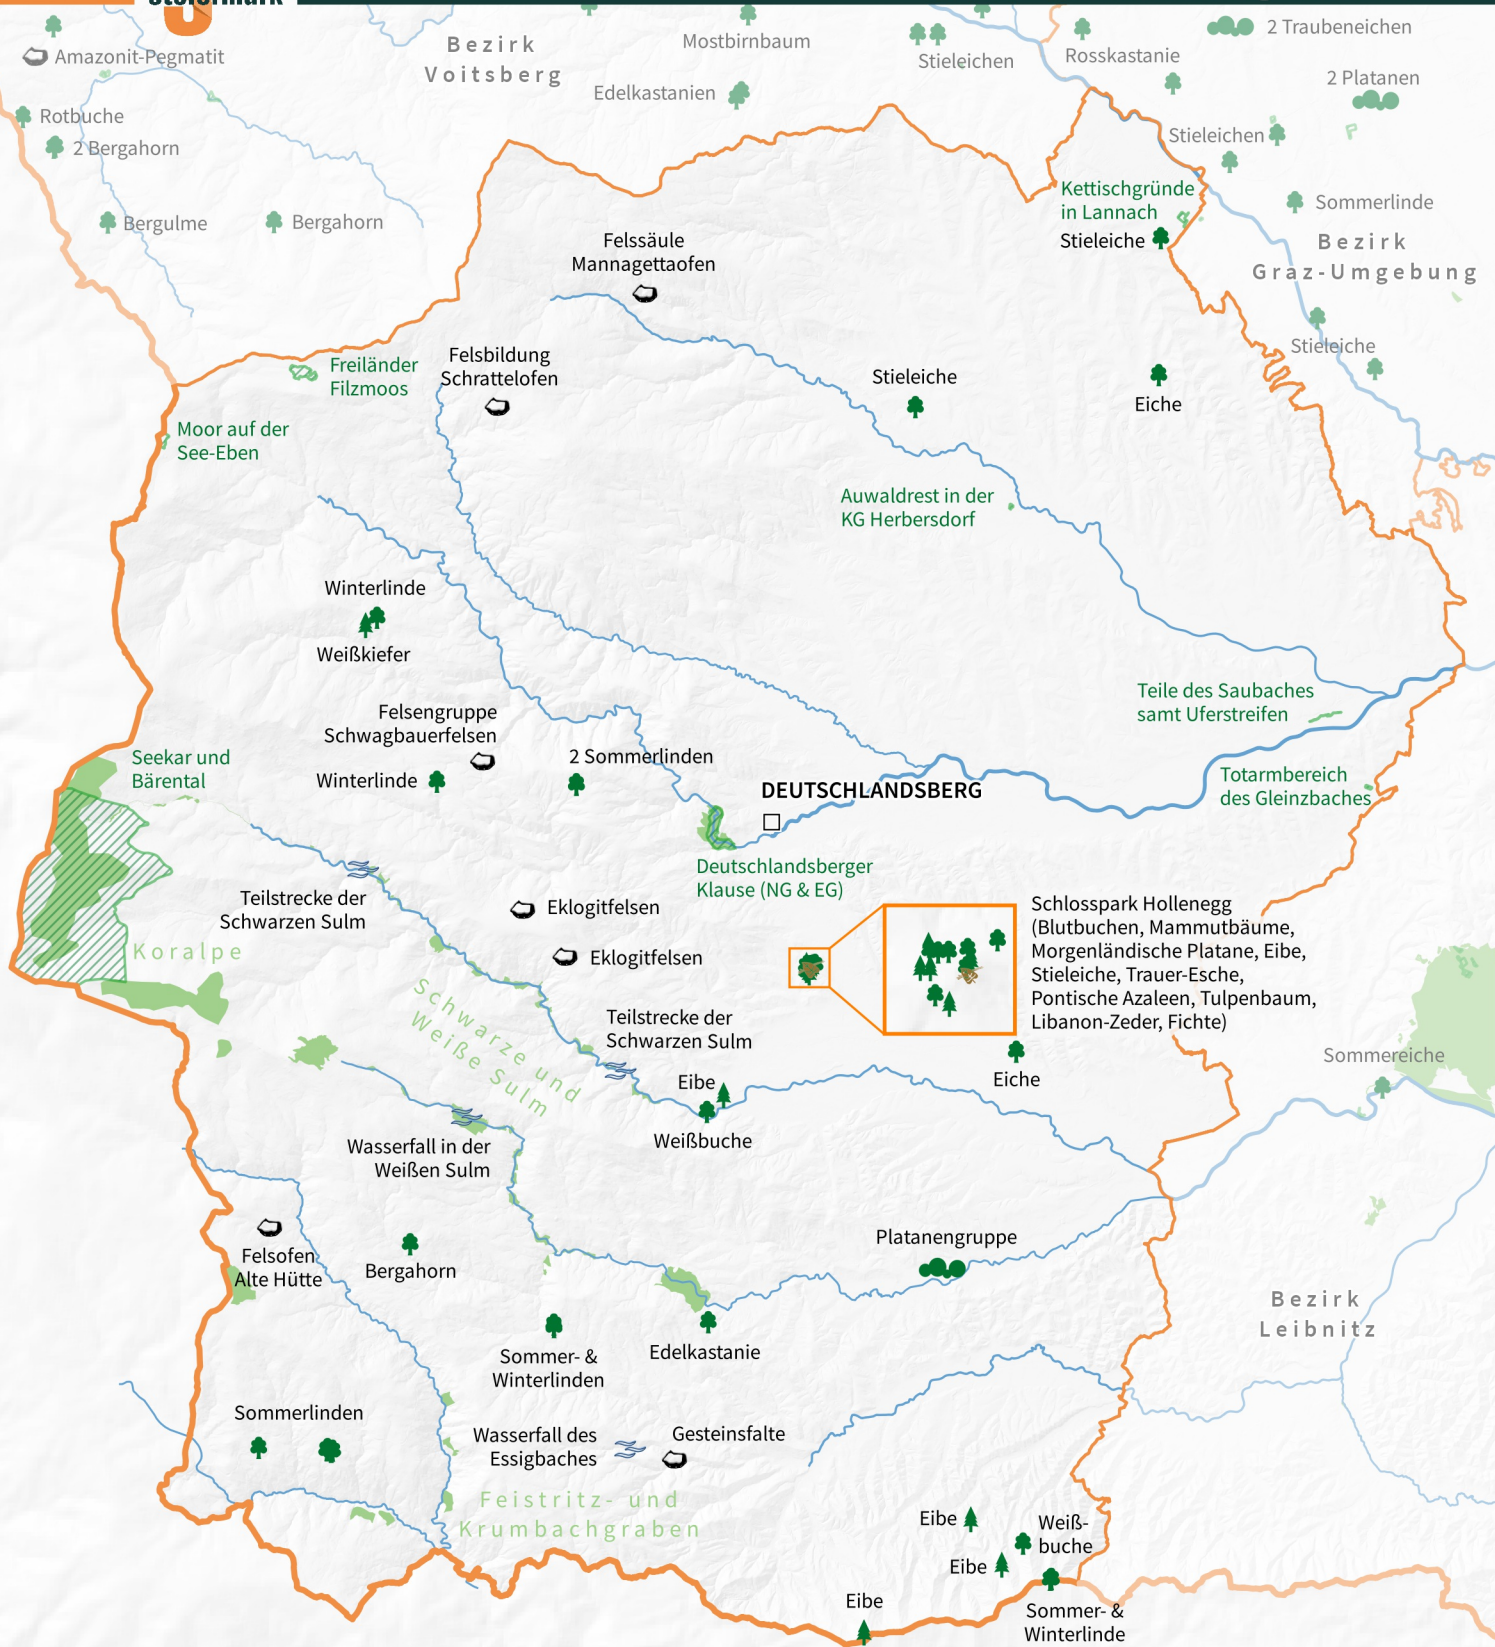 Steiermark
Amazonit-Pegmatit
Bezirk
Voitsberg
Mostbirnbaum
Stieleichen
Rosskastanie
2 Traubeneichen
2 Platanen
Edelkastanien
Rotbuche
2 Bergahorn
Stieleichen
Bergulme
Bergahorn
Kettischgründe
in Lannach
Stieleiche
Sommerlinde
Bezirk
Graz-Umgebung
Felssäule
Mannagettaofen
Stieleiche
Freiländer
Filzmoos
Felsbildung
Schrattelofen
Stieleiche
Eiche
Moor auf der
See-Eben
Auwaldrest in der
KG Herbersdorf
Winterlinde
Weißkiefer
Teile des Saubaches
samt Uferstreifen
Felsengruppe
Schwagbauerfelsen
Seekar und
Bärental
Winterlinde
2 Sommerlinden
DEUTSCHLANDSBERG
Totarmbereich
des Gleinzbaches
Deutschlandsberger
Klause (NG & EG)
Teilstrecke der
Schwarzen Sulm
Eklogitfelsen
Koralpe
Eklogitfelsen
Schlosspark Hollenegg
(Blutbuchen, Mammutbäume,
Morgenländische Platane, Eibe,
Stieleiche, Trauer-Esche,
Pontische Azaleen, Tulpenbaum,
Libanon-Zeder, Fichte)
Schwarze und
Weiße Sulm
Teilstrecke der
Schwarzen Sulm
Eibe
Weißbuche
Eiche
Sommereiche
Wasserfall in der
Weißen Sulm
Felsofen
Alte Hütte
Bergahorn
Platanengruppe
Bezirk
Leibnitz
Sommer- &
Winterlinden
Edelkastanie
Sommerlinden
Wasserfall des
Essigbaches
Gesteinsfalte
Feistritz- und
Krumbachgraben
Eibe
Weiß-
buche
Eibe
Eibe
Sommer- &
Winterlinde